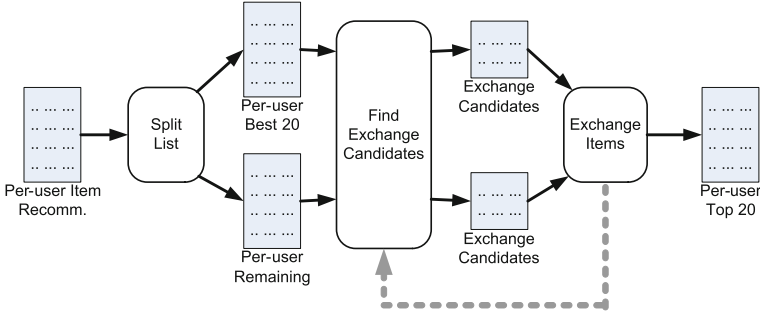 .. ... ...
.. ... ...
.. ... ...
.. ... ...
Per-user Item
Recomm.
Split
List
.. ... ...
.. ... ...
.. ... ...
.. ... ...
Per-user
Best 20
.. ... ...
.. ... ...
.. ... ...
.. ... ...
Per-user
Remaining
Find
Exchange
Candidates
.. ... ...
.. ... ...
Exchange
Candidates
.. ... ...
.. ... ...
Exchange
Candidates
Exchange
Items
.. ... ...
.. ... ...
.. ... ...
.. ... ...
Per-user
Top 20